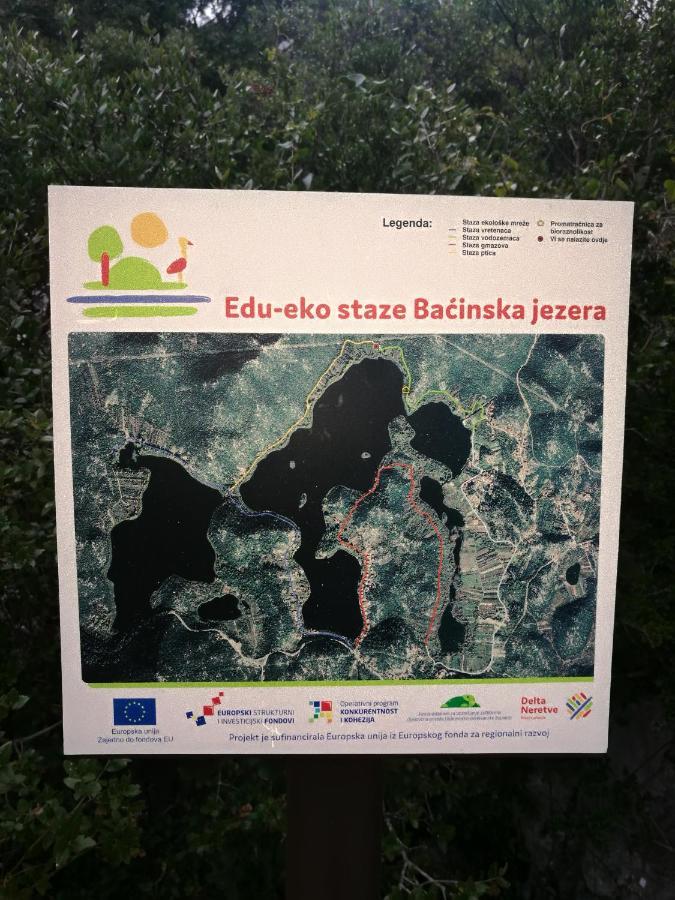 Legenda:
Staza ekološke mreže
Staza vretenaca
Staza vodozemaca
Staza gmazova
Staza ptica
Promatračnica za
bioraznolikost
Vi se nalazite ovdje
Edu-eko staze Baćinska jezera
Europska unija
Zajedno do fondova EU
EUROPSKI STRUKTURNI
I INVESTICIJSKI FONDOVI
Operativni program
KONKURENTNOST
I KOHEZIJA
Delta
Neretve
Projekt je sufinancirala Europska unija iz Europskog fonda za regionalni razvoj